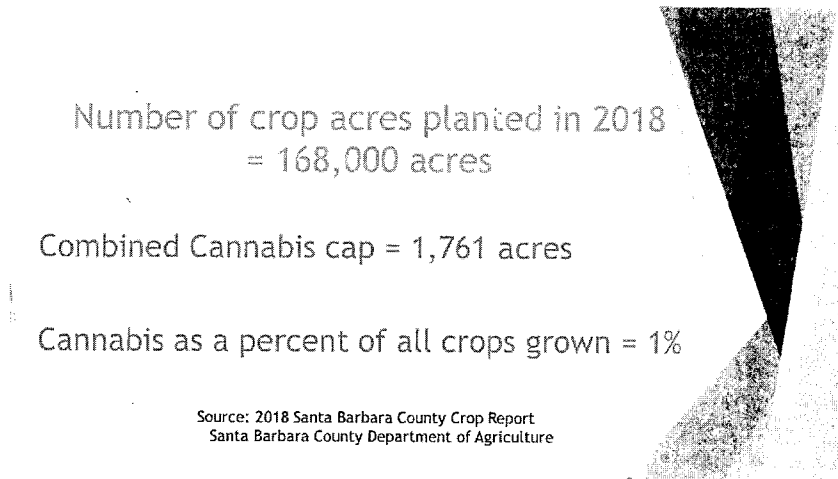 Number of crop acres planted in 2018
= 168,000 acres
Combined Cannabis cap = 1,761 acres
Cannabis as a percent of all crops grown = 1%
Source: 2018 Santa Barbara County Crop Report
Santa Barbara County Department of Agriculture